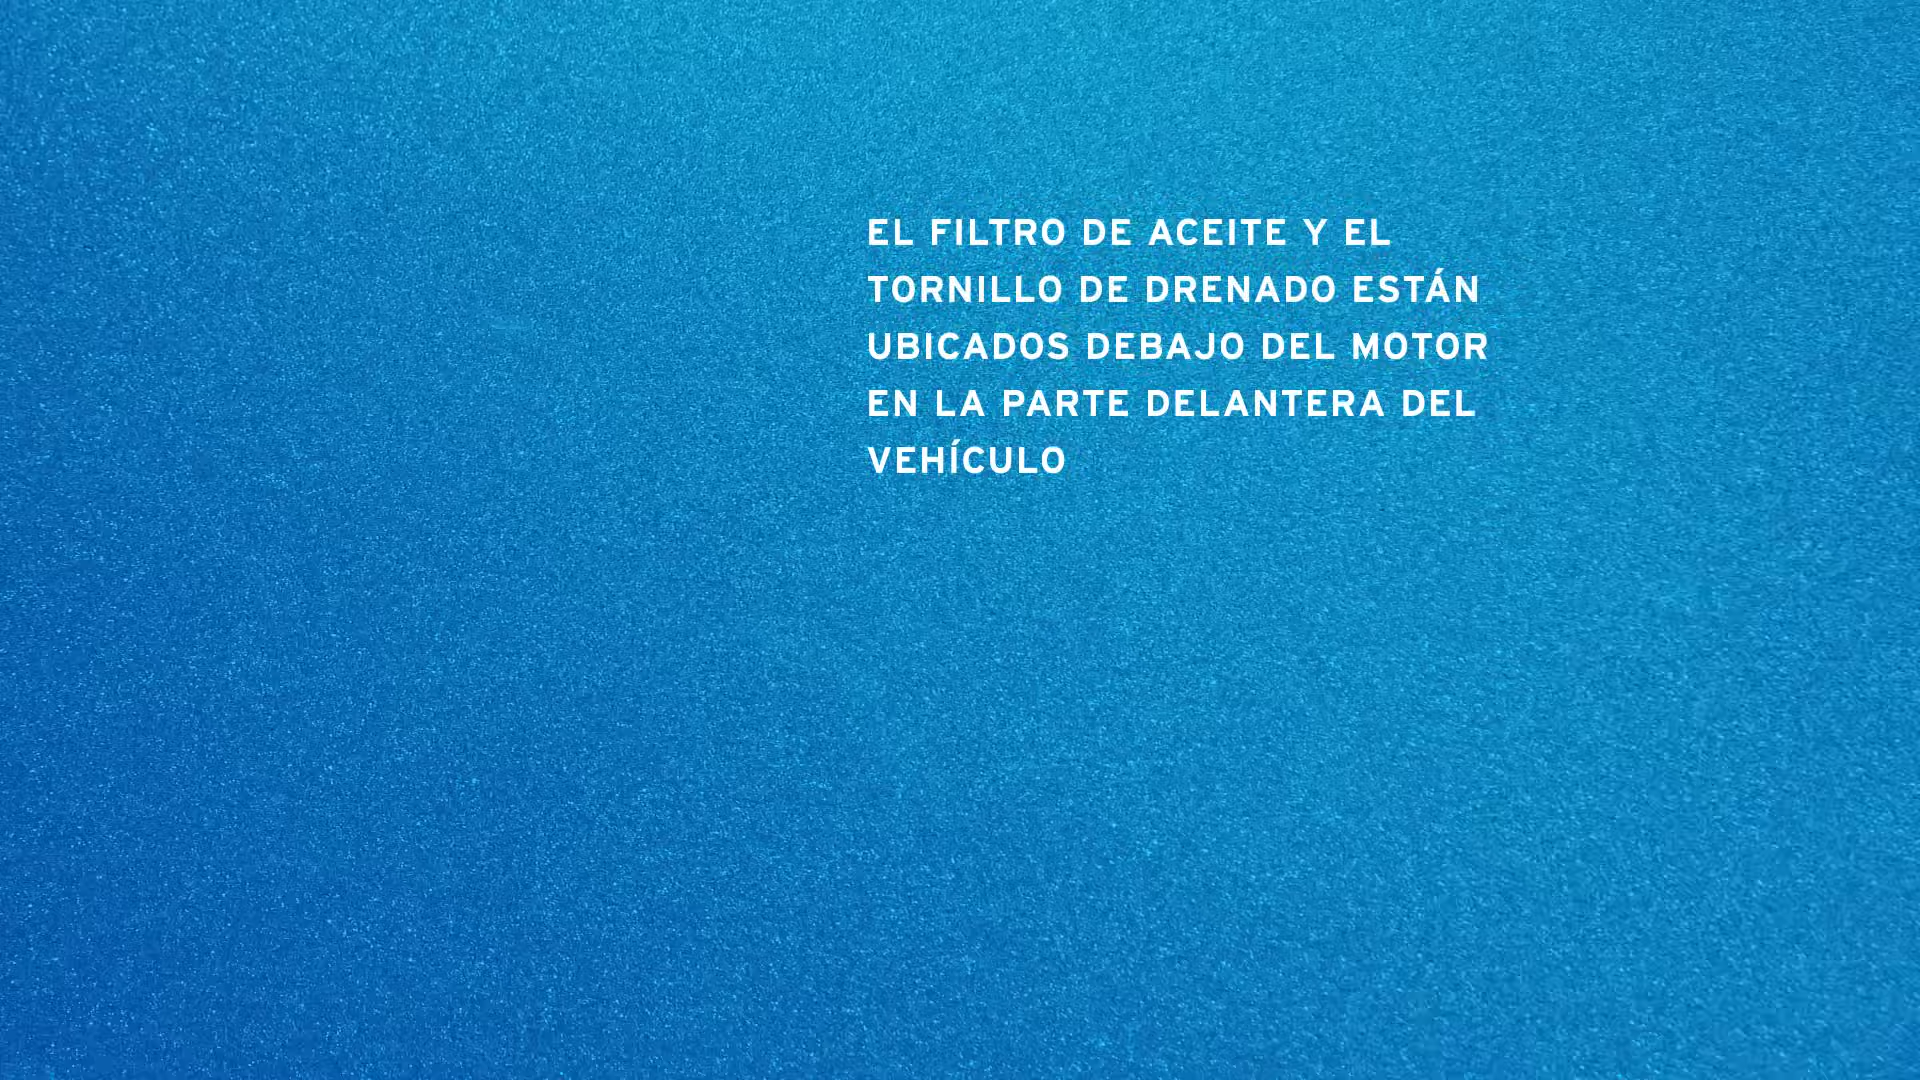 EL FILTRO DE ACEITE Y EL
TORNILLO DE DRENADO ESTÁN
UBICADOS DEBAJO DEL MOTOR
EN LA PARTE DELANTERA DEL
VEHÍCULO